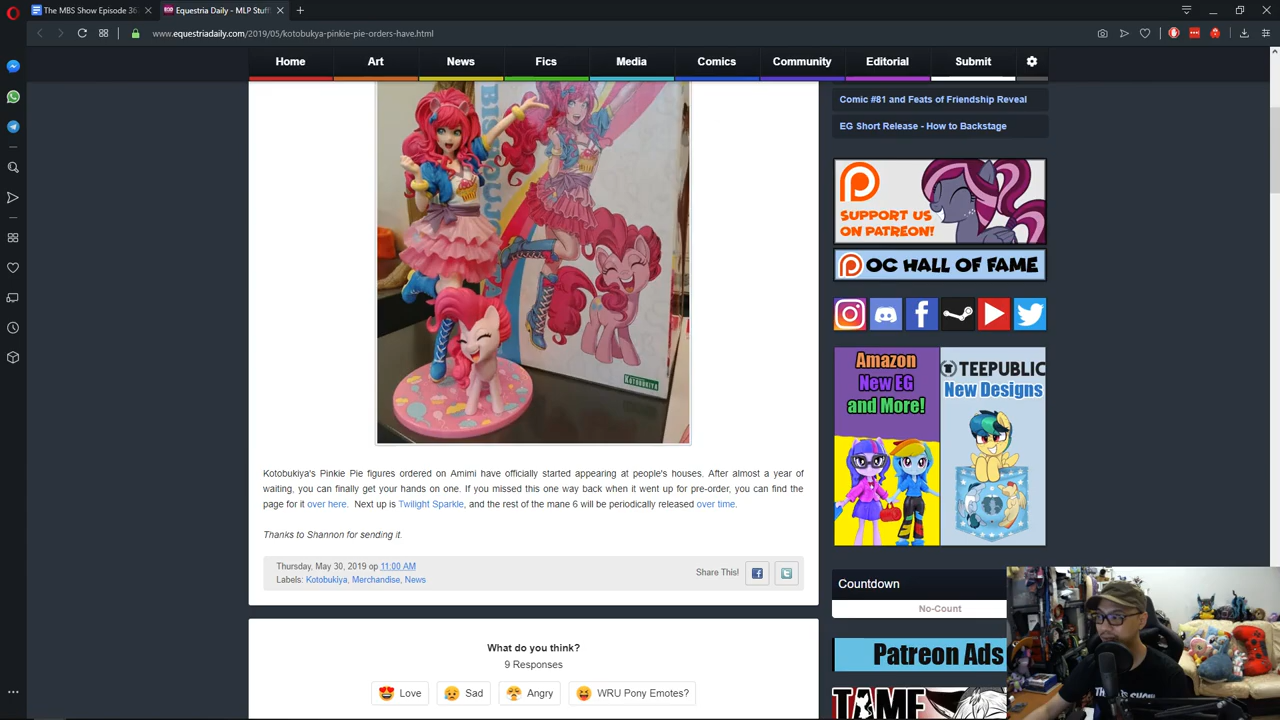 The MBS Show Episode 36
Equestria Daily - MLP Stuf
www.equestriadaily.com/2019/05/kotobukya-pinkie-pie-orders-have.html
Home
Art
News
Fics
Media
Comics
Community
Editorial
Submit
Comic #81 and Feats of Friendship Reveal
EG Short Release - How to Backstage
SUPPORT US
ON PATREON!
OC HALL OF FAME
Amazon
New EG
and More!
TEEPUBLIC
New Designs
KOTOBUKIYA
Kotobukiya's Pinkie Pie figures ordered on Amimi have officially started appearing at people's houses. After almost a year of
waiting, you can finally get your hands on one. If you missed this one way back when it went up for pre-order, you can find the
page for it over here. Next up is Twilight Sparkle, and the rest of the mane 6 will be periodically released over time.
Thanks to Shannon for sending it.
Thursday, May 30, 2019 op 11:00 AM
Labels: Kotobukiya, Merchandise, News
Share This!
What do you think?
9 Responses
Love
Sad
Angry
WRU Pony Emotes?
Countdown
No-Count
Patreon Ads